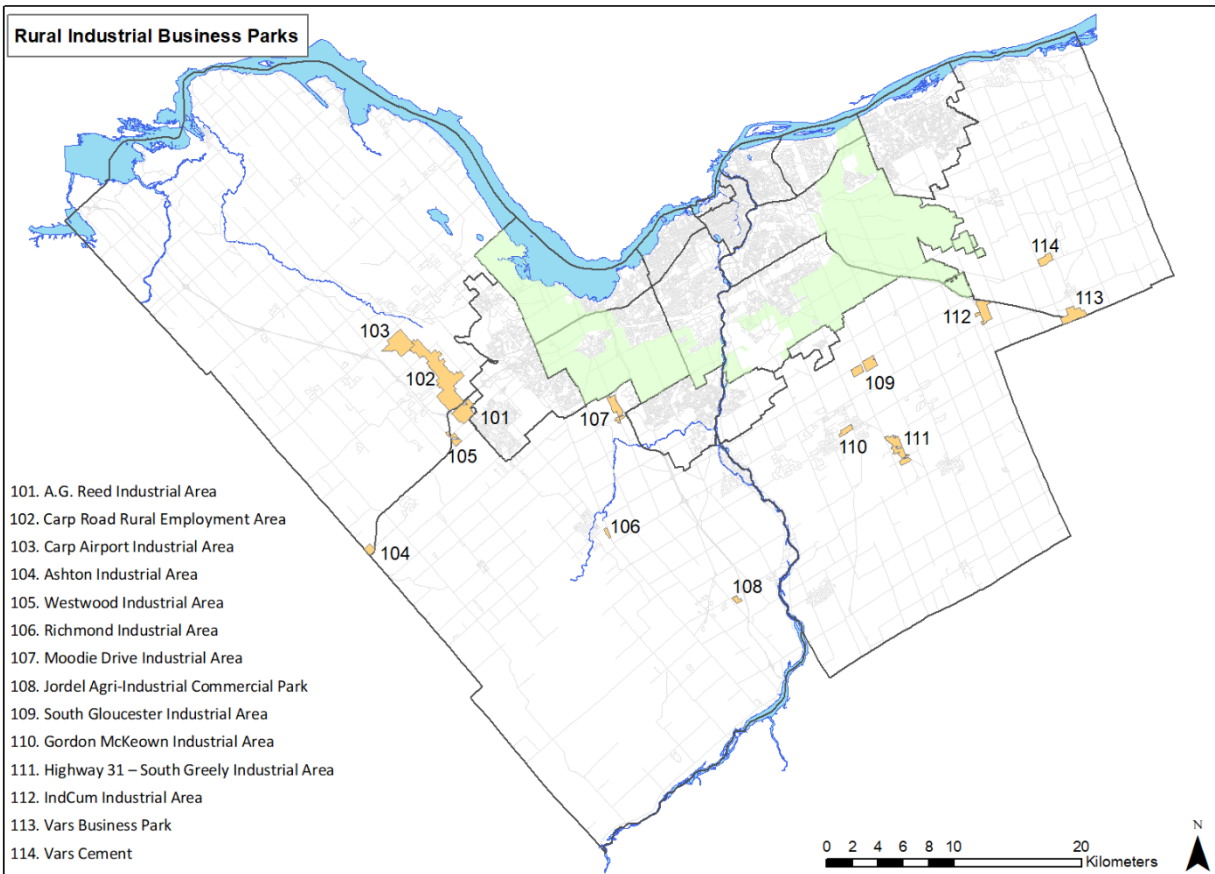 Rural Industrial Business Parks
114
113
112
103
102
109
101
107
110
111
105
106
104
108
101. A.G. Reed Industrial Area
102. Carp Road Rural Employment Area
103. Carp Airport Industrial Area
104. Ashton Industrial Area
105. Westwood Industrial Area
106. Richmond Industrial Area
107. Moodie Drive Industrial Area
108. Jordel Agri-Industrial Commercial Park
109. South Gloucester Industrial Area
110. Gordon McKeown Industrial Area
111. Highway 31 – South Greely Industrial Area
112. IndCum Industrial Area
113. Vars Business Park
114. Vars Cement
N
0 2 4 6 8 10 20
Kilometers